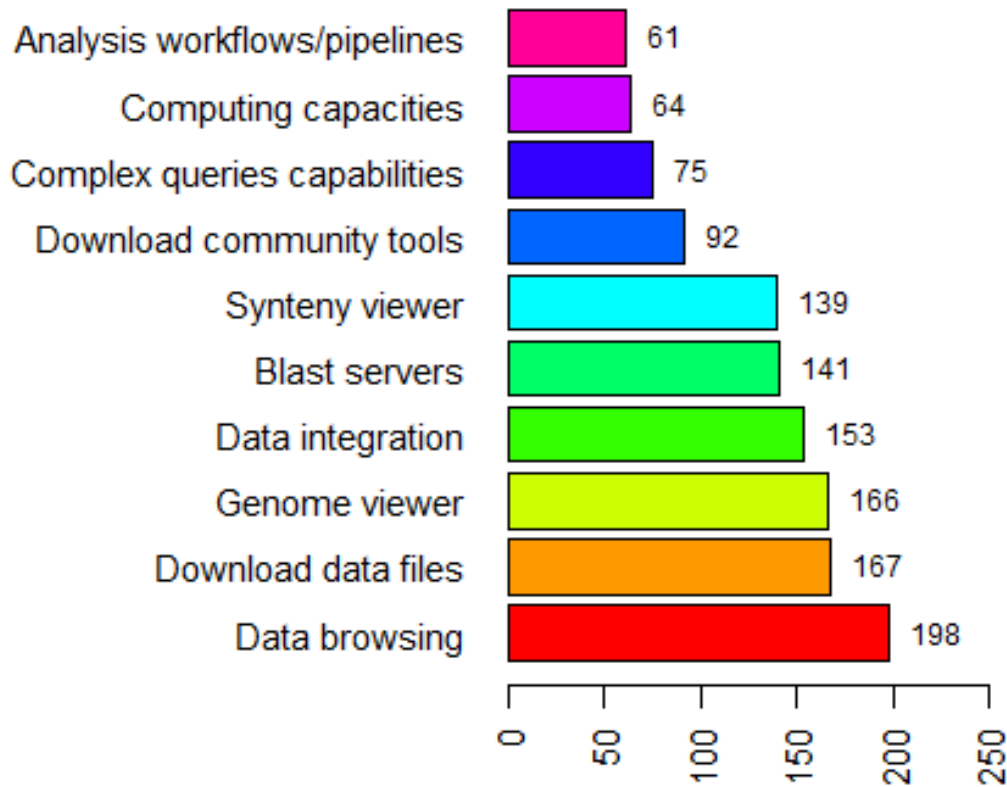 Analysis workflows/pipelines 61
Computing capacities 64
Complex queries capabilities 75
Download community tools 92
Synteny viewer 139
Blast servers 141
Data integration 153
Genome viewer 166
Download data files 167
Data browsing 198
0 50 100 150 200 250